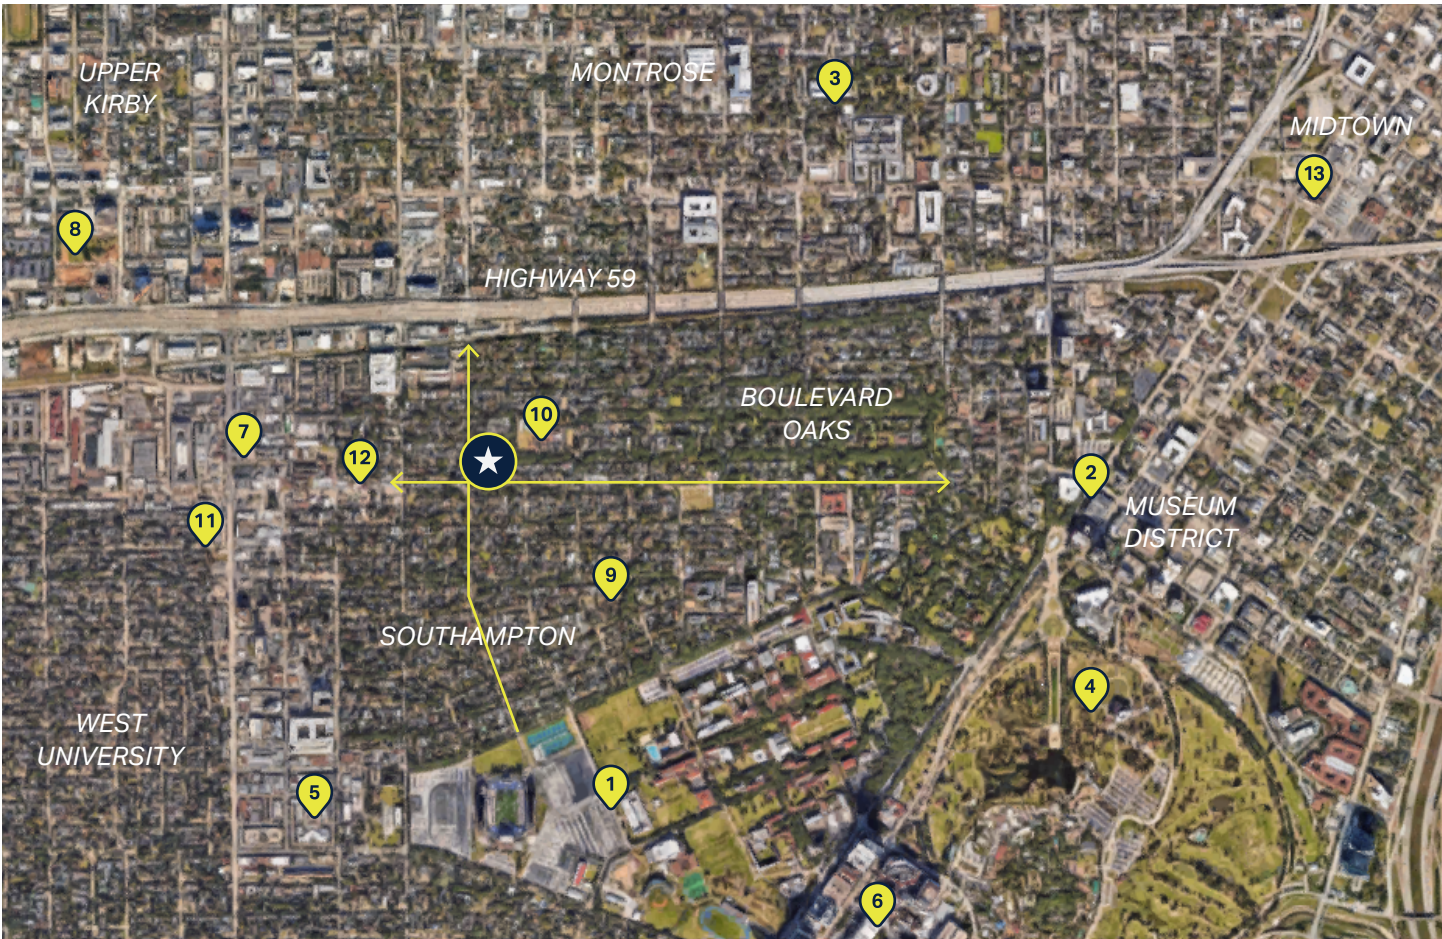 UPPER
KIRBY
MONTROSE
3
MIDTOWN
13
8
HIGHWAY 59
BOULEVARD
OAKS
10
7
12
2
MUSEUM
DISTRICT
11
9
SOUTHAMPTON
4
WEST
UNIVERSITY
5
1
6